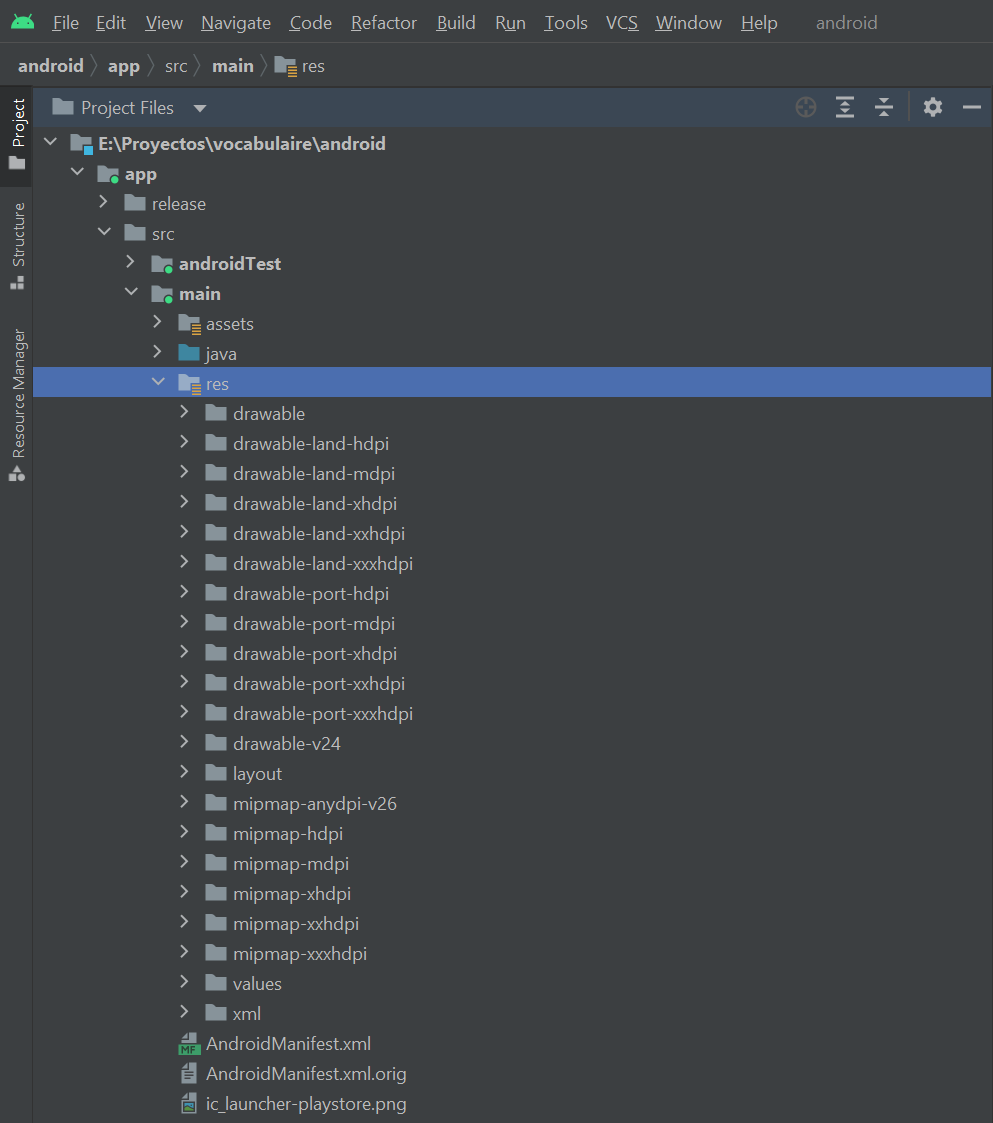 File Edit View Navigate Code Refactor Build Run Tools VCS Window Help android
android app src main res
Project Files
Project
Structure
Resource Manager
E:\Proyectos\vocabulaire\android
app
release
src
androidTest
main
assets
java
res
drawable
drawable-land-hdpi
drawable-land-mdpi
drawable-land-xhdpi
drawable-land-xxhdpi
drawable-land-xxxhdpi
drawable-port-hdpi
drawable-port-mdpi
drawable-port-xhdpi
drawable-port-xxhdpi
drawable-port-xxxhdpi
drawable-v24
layout
mipmap-anydpi-v26
mipmap-hdpi
mipmap-mdpi
mipmap-xhdpi
mipmap-xxhdpi
mipmap-xxxhdpi
values
xml
MF AndroidManifest.xml
AndroidManifest.xml.orig
ic_launcher-playstore.png